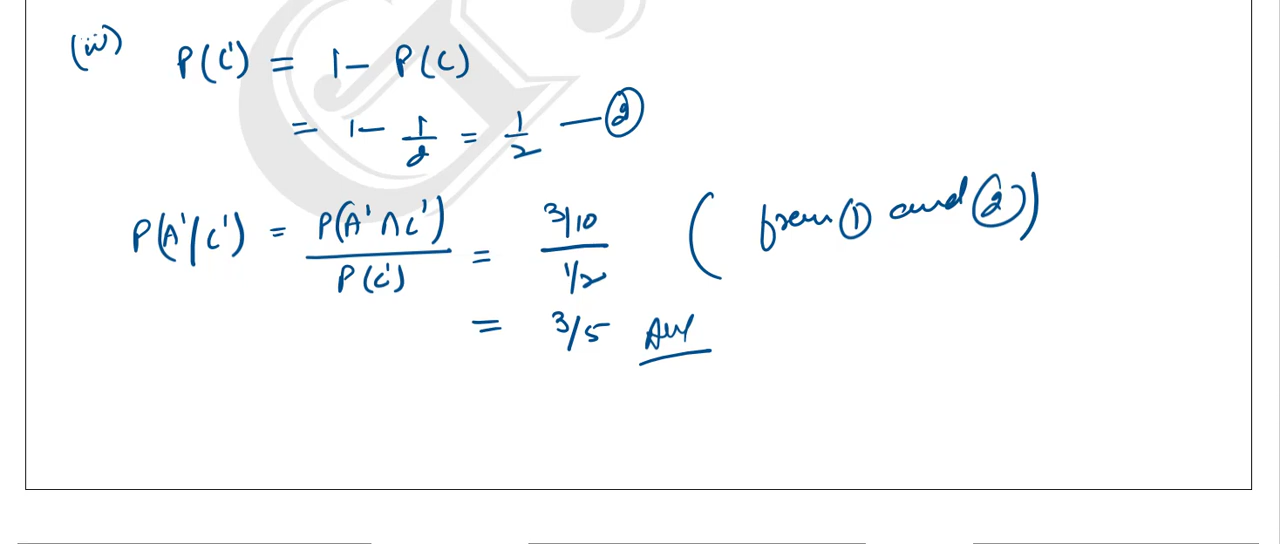 (iii) P(C') = 1 - P(C)
= 1 - 1/2 = 1/2 — ②
P(A'/C') = P(A' ∩ C') / P(C') = (3/10) / (1/2) ( from ① and ②)
= 3/5 Ans